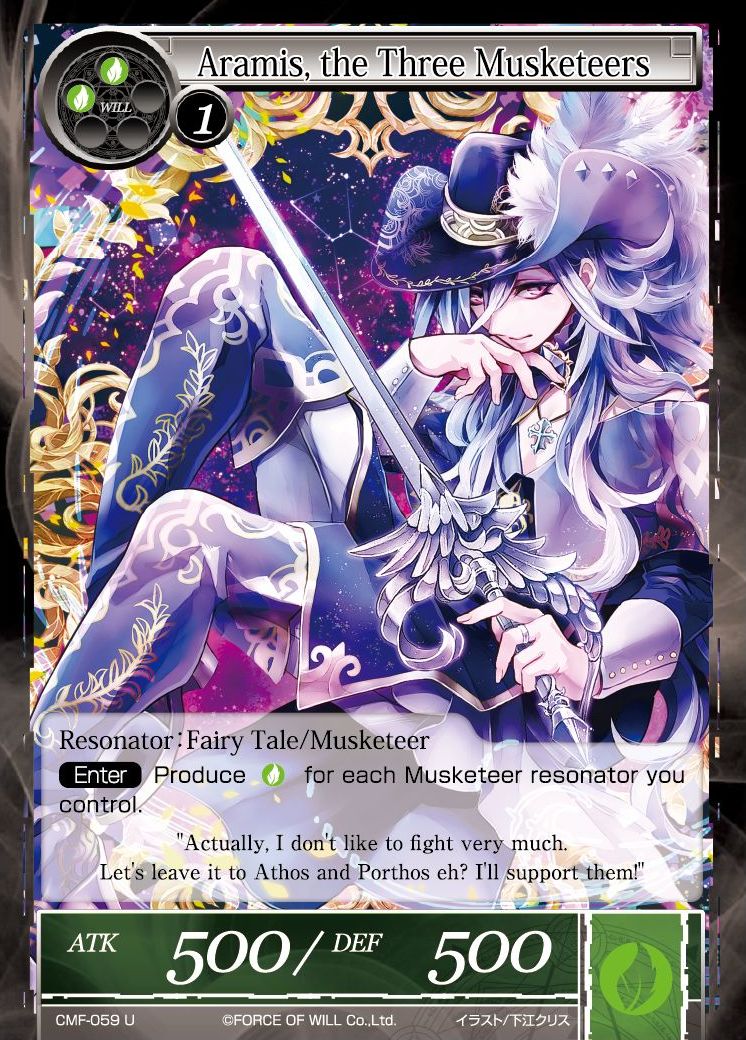 Aramis, the Three Musketeers
WILL
1
Resonator:Fairy Tale/Musketeer
Enter Produce for each Musketeer resonator you
control.
"Actually, I don't like to fight very much.
Let's leave it to Athos and Porthos eh? I'll support them!"
ATK 500/ DEF 500
CMF-059 U ©FORCE OF WILL Co.,Ltd. イラスト/下江クリス